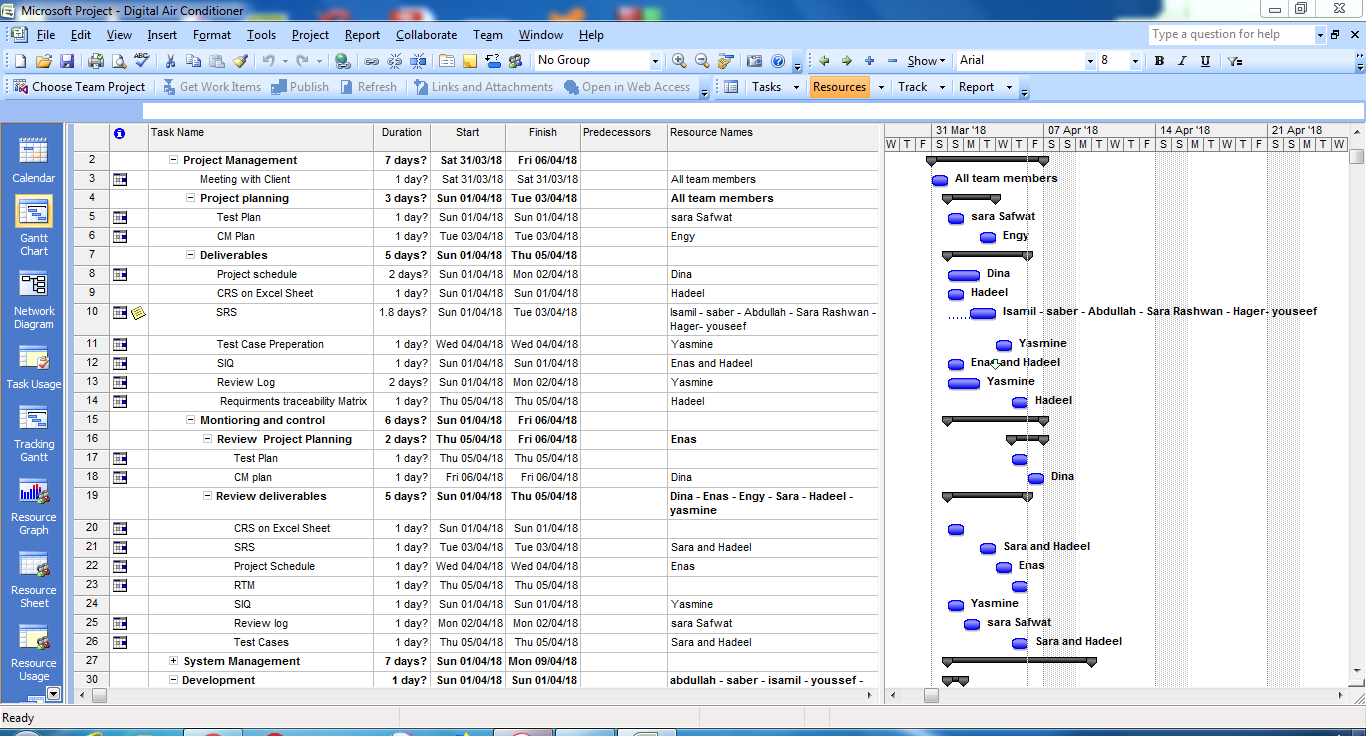 Microsoft Project - Digital Air Conditioner
File Edit View Insert Format Tools Project Report Collaborate Team Window Help Type a question for help
No Group Show Arial 8 B I U
Choose Team Project Get Work Items Publish Refresh Links and Attachments Open in Web Access Tasks Resources Track Report
Task Name Duration Start Finish Predecessors Resource Names 31 Mar '18 07 Apr '18 14 Apr '18 21 Apr '18
W T F S S M T W T F S S M T W T F S S M T W T F S S M T W
2 Project Management 7 days? Sat 31/03/18 Fri 06/04/18
3 Meeting with Client 1 day? Sat 31/03/18 Sat 31/03/18 All team members All team members
4 Project planning 3 days? Sun 01/04/18 Tue 03/04/18 All team members
5 Test Plan 1 day? Sun 01/04/18 Sun 01/04/18 sara Safwat sara Safwat
6 CM Plan 1 day? Tue 03/04/18 Tue 03/04/18 Engy Engy
7 Deliverables 5 days? Sun 01/04/18 Thu 05/04/18
8 Project schedule 2 days? Sun 01/04/18 Mon 02/04/18 Dina Dina
9 CRS on Excel Sheet 1 day? Sun 01/04/18 Sun 01/04/18 Hadeel Hadeel
10 SRS 1.8 days? Sun 01/04/18 Tue 03/04/18 Isamil - saber - Abdullah - Sara Rashwan - Isamil - saber - Abdullah - Sara Rashwan - Hager- youseef
Hager- youseef
11 Test Case Preperation 1 day? Wed 04/04/18 Wed 04/04/18 Yasmine Yasmine
12 SIQ 1 day? Sun 01/04/18 Sun 01/04/18 Enas and Hadeel Enas and Hadeel
13 Review Log 2 days? Sun 01/04/18 Mon 02/04/18 Yasmine Yasmine
14 Requirments traceability Matrix 1 day? Thu 05/04/18 Thu 05/04/18 Hadeel Hadeel
15 Montioring and control 6 days? Sun 01/04/18 Fri 06/04/18
16 Review Project Planning 2 days? Thu 05/04/18 Fri 06/04/18 Enas
17 Test Plan 1 day? Thu 05/04/18 Thu 05/04/18
18 CM plan 1 day? Fri 06/04/18 Fri 06/04/18 Dina Dina
19 Review deliverables 5 days? Sun 01/04/18 Thu 05/04/18 Dina - Enas - Engy - Sara - Hadeel -
yasmine
20 CRS on Excel Sheet 1 day? Sun 01/04/18 Sun 01/04/18
21 SRS 1 day? Tue 03/04/18 Tue 03/04/18 Sara and Hadeel Sara and Hadeel
22 Project Schedule 1 day? Wed 04/04/18 Wed 04/04/18 Enas Enas
23 RTM 1 day? Thu 05/04/18 Thu 05/04/18
24 SIQ 1 day? Sun 01/04/18 Sun 01/04/18 Yasmine Yasmine
25 Review log 1 day? Mon 02/04/18 Mon 02/04/18 sara Safwat sara Safwat
26 Test Cases 1 day? Thu 05/04/18 Thu 05/04/18 Sara and Hadeel Sara and Hadeel
27 System Management 7 days? Sun 01/04/18 Mon 09/04/18
30 Development 1 day? Sun 01/04/18 Sun 01/04/18 abdullah - saber - isamil - youssef -
Calendar
Gantt
Chart
Network
Diagram
Task Usage
Tracking
Gantt
Resource
Graph
Resource
Sheet
Resource
Usage
Ready